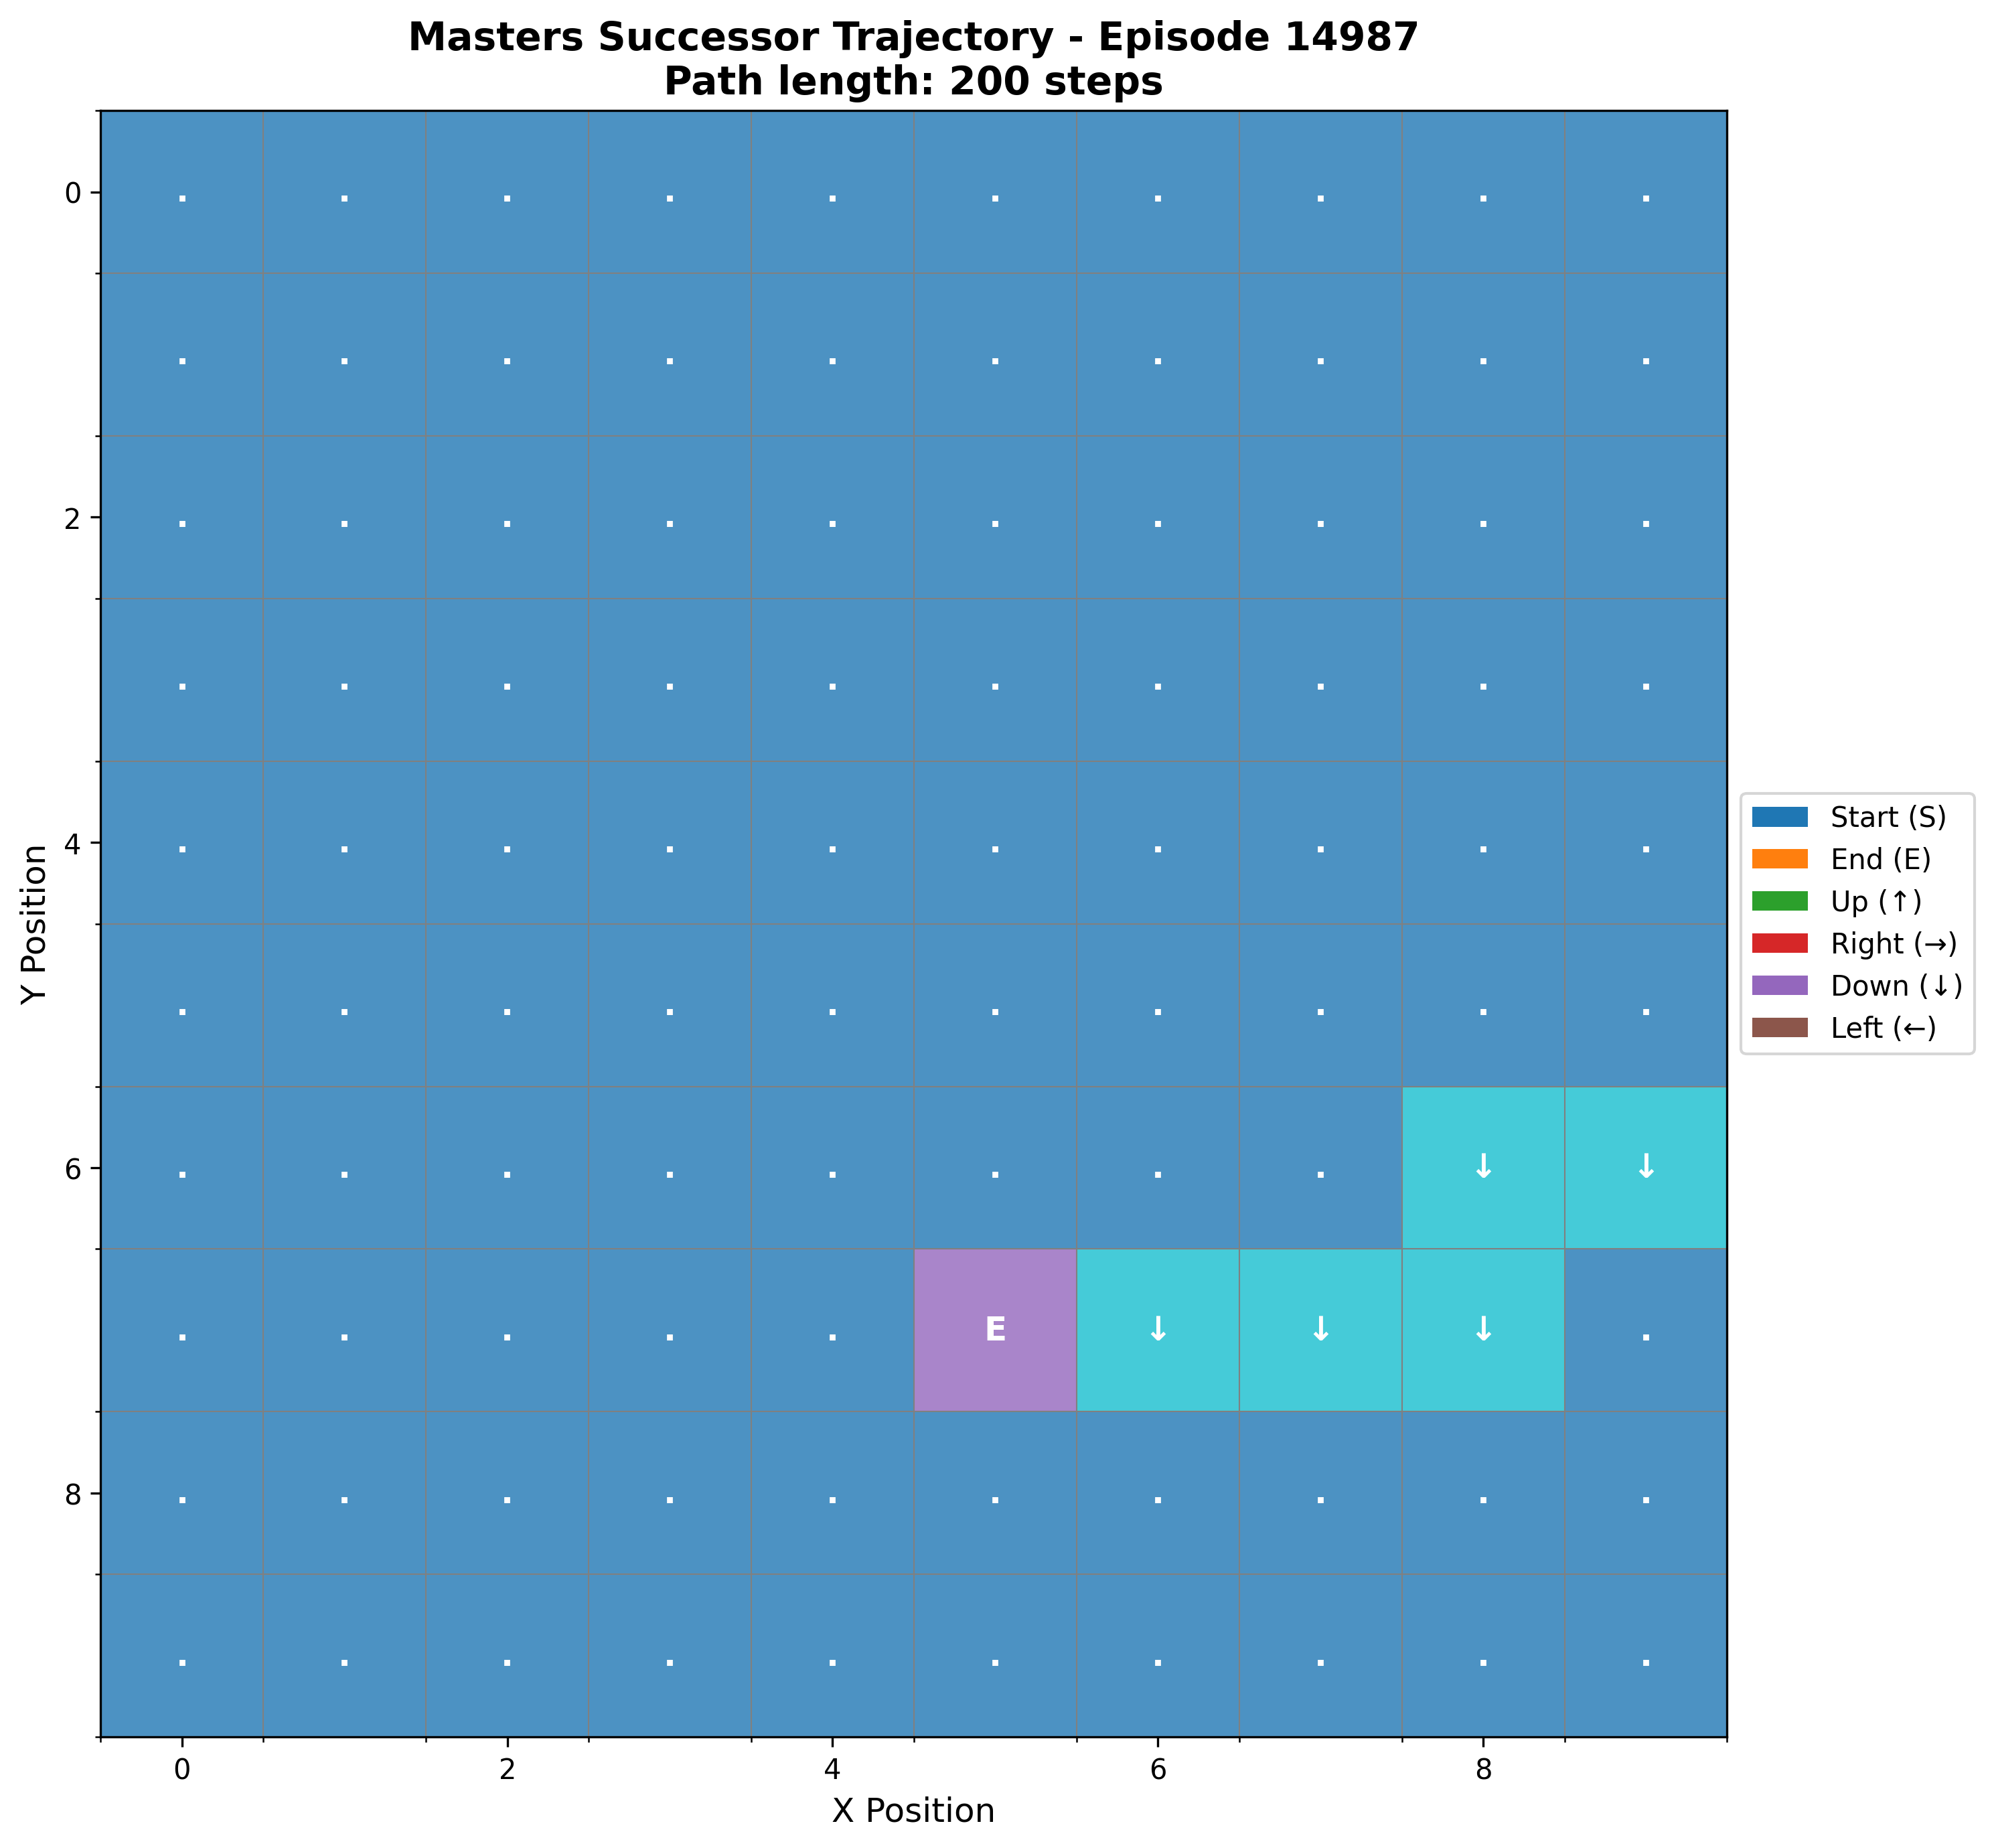 Masters Successor Trajectory - Episode 14987
Path length: 200 steps
0
. . . . . . . . . .
. . . . . . . . . .
2
. . . . . . . . . .
. . . . . . . . . .
4
. . . . . . . . . .
. . . . . . . . . .
6
. . . . . . . . ↓ ↓
. . . . . E ↓ ↓ ↓ .
8
. . . . . . . . . .
. . . . . . . . . .
0 2 4 6 8
X Position
Y Position
Start (S)
End (E)
Up (↑)
Right (→)
Down (↓)
Left (←)